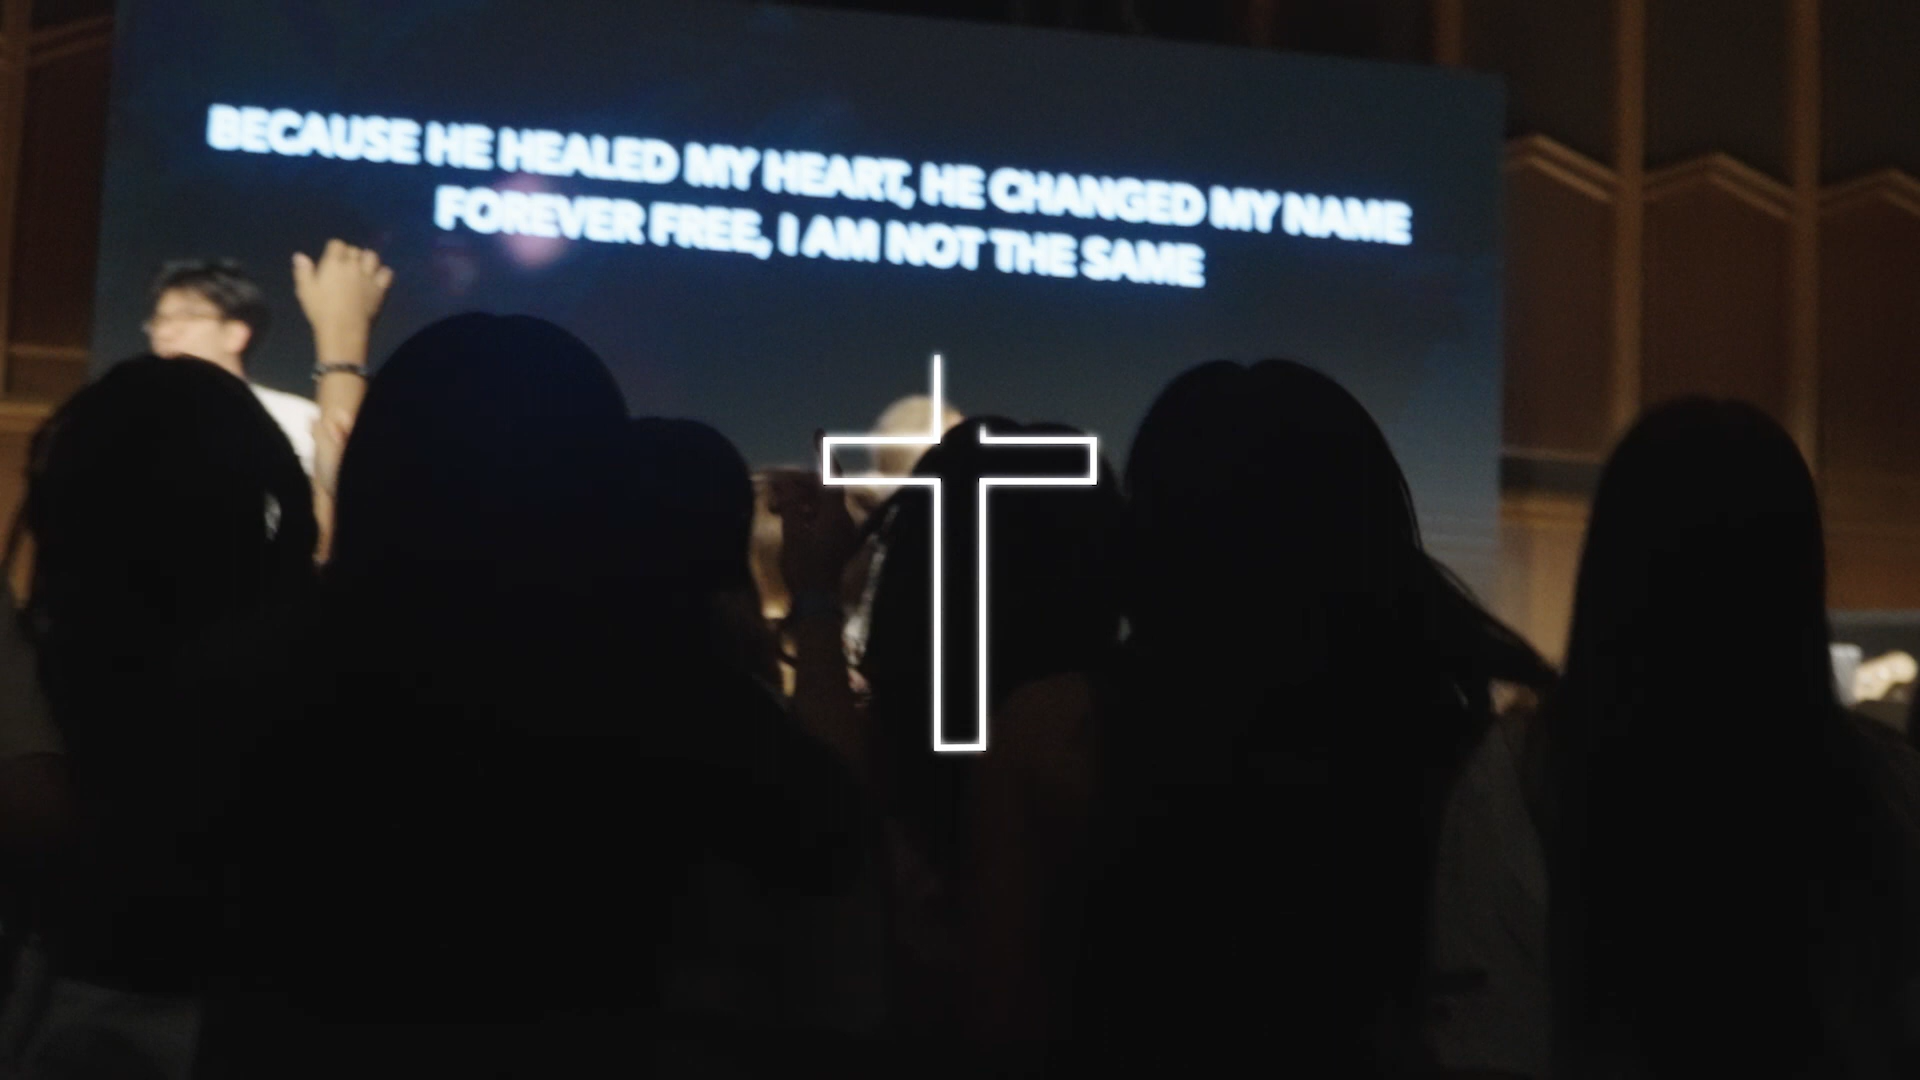 BECAUSE HE HEALED MY HEART, HE CHANGED MY NAME
FOREVER FREE, I AM NOT THE SAME